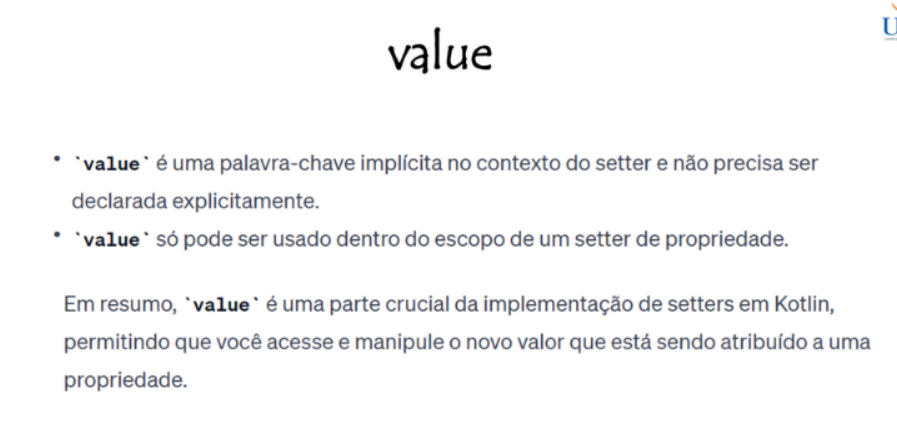 value
• `value` é uma palavra-chave implícita no contexto do setter e não precisa ser
declarada explicitamente.
• `value` só pode ser usado dentro do escopo de um setter de propriedade.
Em resumo, `value` é uma parte crucial da implementação de setters em Kotlin,
permitindo que você acesse e manipule o novo valor que está sendo atribuído a uma
propriedade.